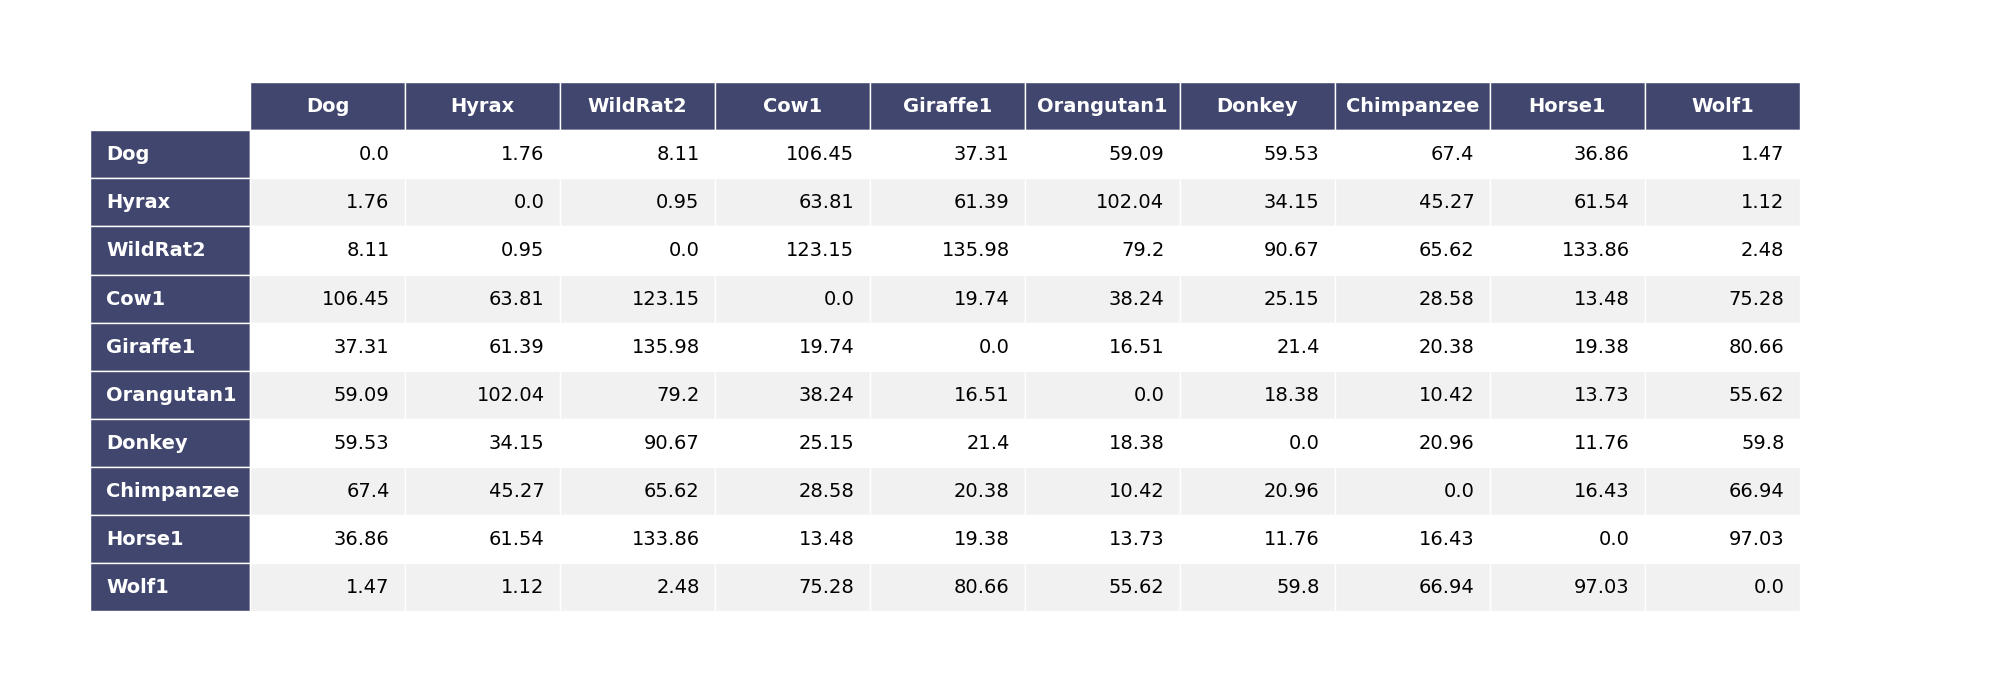 Dog Hyrax WildRat2 Cow1 Giraffe1 Orangutan1 Donkey Chimpanzee Horse1 Wolf1
Dog 0.0 1.76 8.11 106.45 37.31 59.09 59.53 67.4 36.86 1.47
Hyrax 1.76 0.0 0.95 63.81 61.39 102.04 34.15 45.27 61.54 1.12
WildRat2 8.11 0.95 0.0 123.15 135.98 79.2 90.67 65.62 133.86 2.48
Cow1 106.45 63.81 123.15 0.0 19.74 38.24 25.15 28.58 13.48 75.28
Giraffe1 37.31 61.39 135.98 19.74 0.0 16.51 21.4 20.38 19.38 80.66
Orangutan1 59.09 102.04 79.2 38.24 16.51 0.0 18.38 10.42 13.73 55.62
Donkey 59.53 34.15 90.67 25.15 21.4 18.38 0.0 20.96 11.76 59.8
Chimpanzee 67.4 45.27 65.62 28.58 20.38 10.42 20.96 0.0 16.43 66.94
Horse1 36.86 61.54 133.86 13.48 19.38 13.73 11.76 16.43 0.0 97.03
Wolf1 1.47 1.12 2.48 75.28 80.66 55.62 59.8 66.94 97.03 0.0